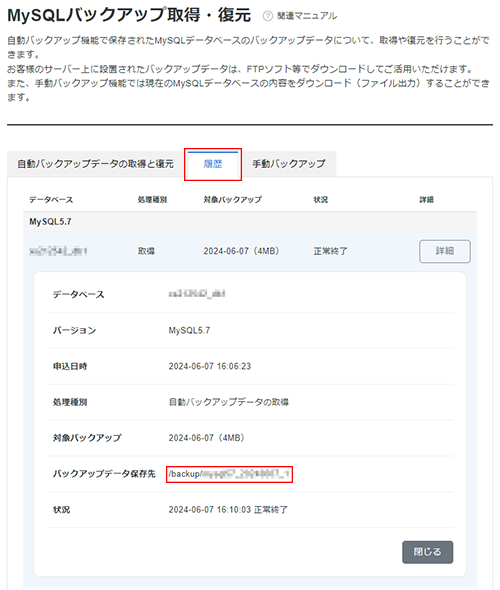 MySQLバックアップ取得・復元 ? 関連マニュアル
自動バックアップ機能で保存されたMySQLデータベースのバックアップデータについて、取得や復元を行うことがで
きます。
お客様のサーバー上に設置されたバックアップデータは、FTPソフト等でダウンロードしてご活用いただけます。
また、手動バックアップ機能では現在のMySQLデータベースの内容をダウンロード（ファイル出力）することができ
ます。
自動バックアップデータの取得と復元 履歴 手動バックアップ
データベース 処理種別 対象バックアップ 状況 詳細
MySQL5.7
取得 2024-06-07（4MB） 正常終了 詳細
データベース
バージョン MySQL5.7
申込日時 2024-06-07 16:06:23
処理種別 自動バックアップデータの取得
対象バックアップ 2024-06-07（4MB）
バックアップデータ保存先 /backup/
状況 2024-06-07 16:10:03 正常終了
閉じる